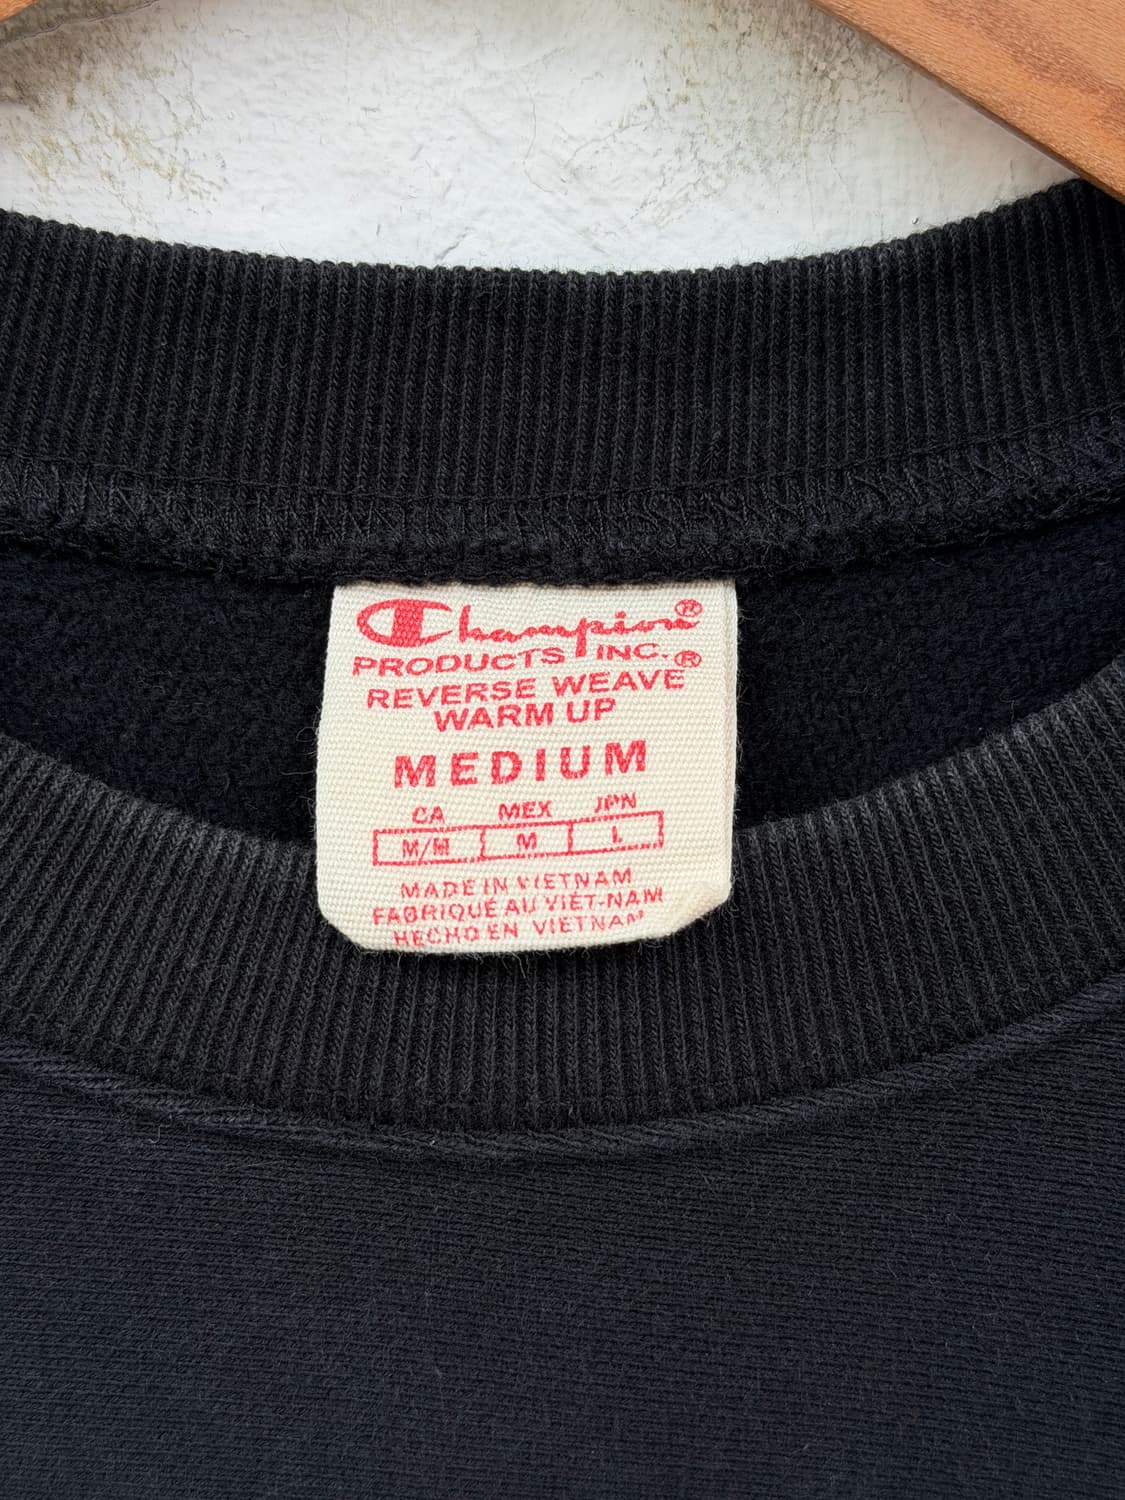 Champion®
PRODUCTS INC.®
REVERSE WEAVE
WARM UP
MEDIUM
CA MEX JPN
M/M M L
MADE IN VIETNAM
FABRIQUÉ AU VIÊT-NAM
HECHO EN VIETNAM